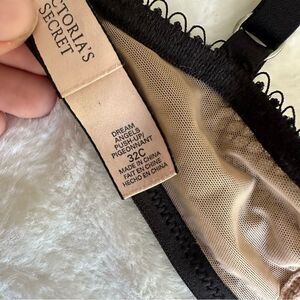 VICTORIA'S
SECRET
DREAM
ANGELS
PUSH-UP/
PIGEONNANT
32C
MADE IN CHINA
FAIT EN CHINE
HECHO EN CHINA